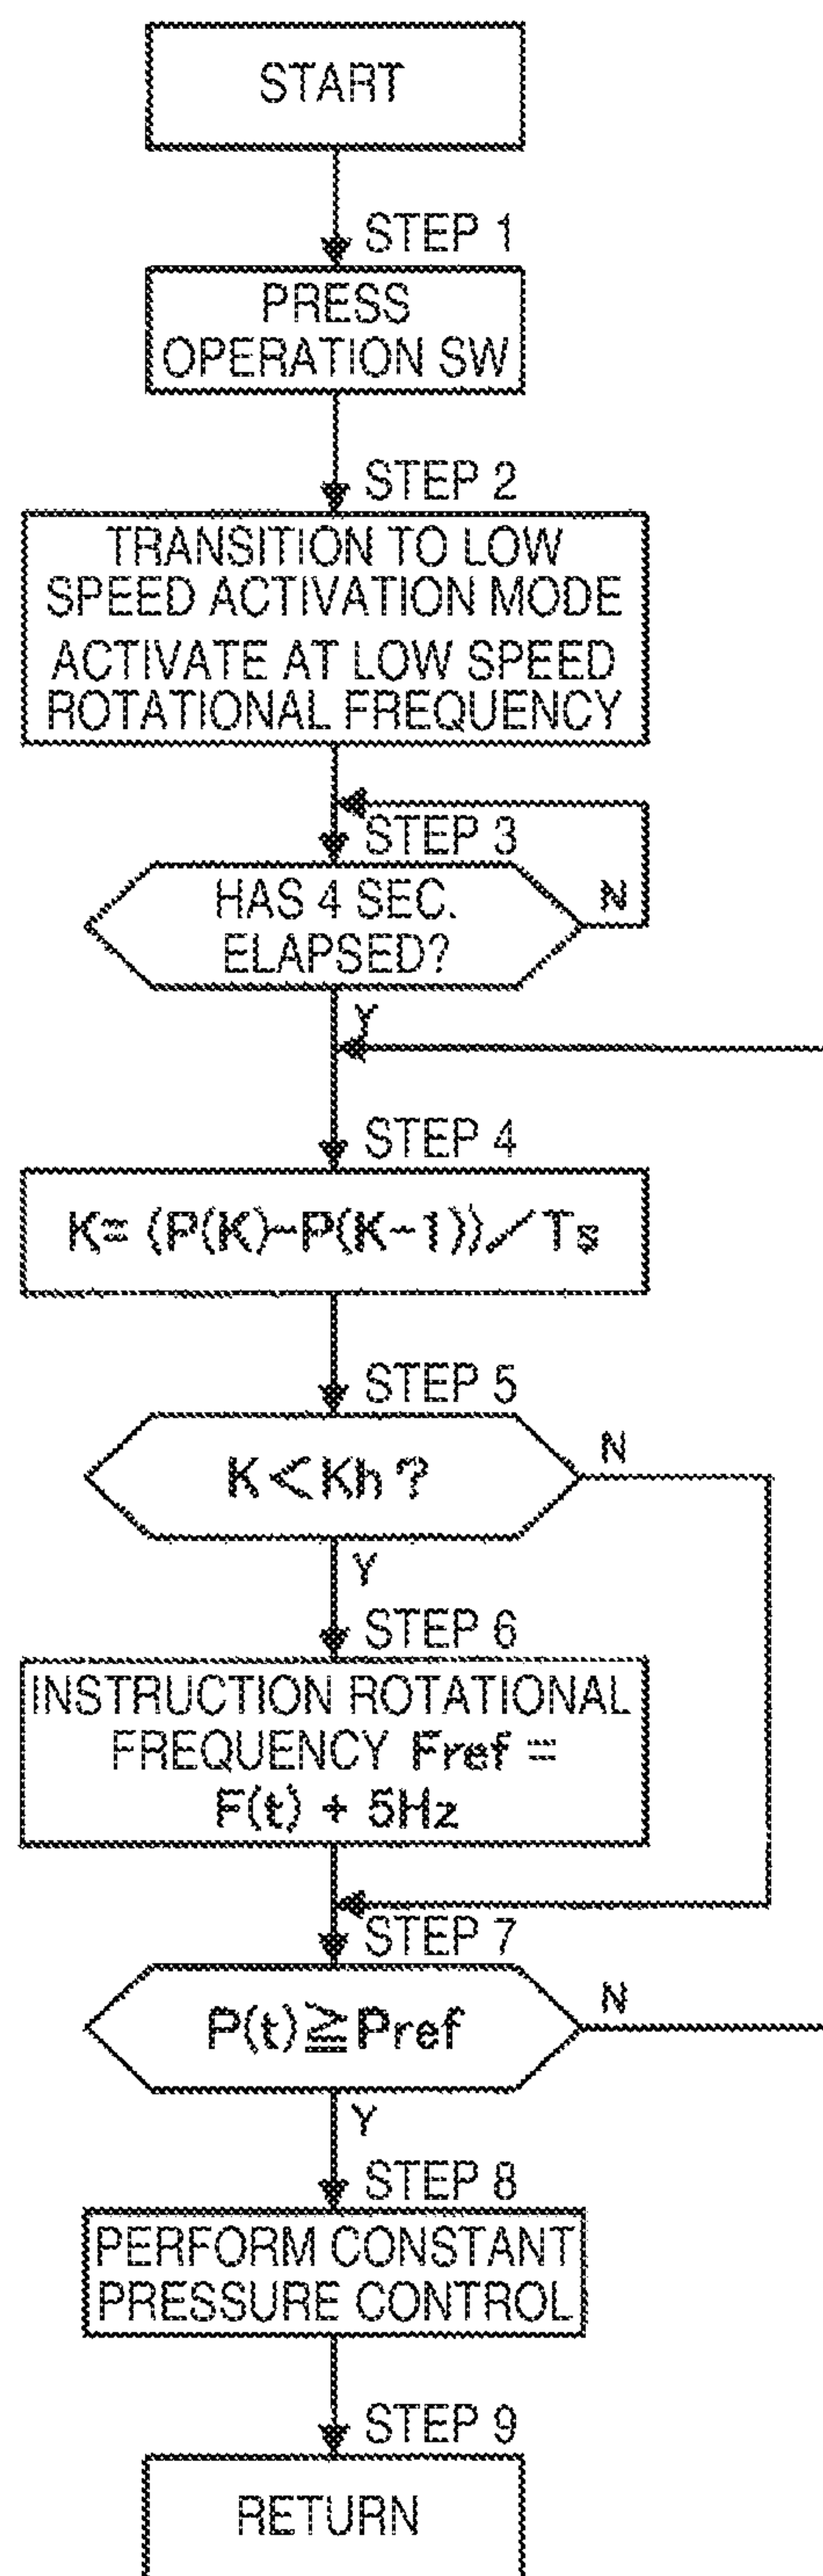 START
STEP 1
PRESS
OPERATION SW
STEP 2
TRANSITION TO LOW
SPEED ACTIVATION MODE
ACTIVATE AT LOW SPEED
ROTATIONAL FREQUENCY
STEP 3
HAS 4 SEC.
ELAPSED?
N
Y
STEP 4
K= (P(K)-P(K-1))/Ts
STEP 5
K<Kh?
N
Y
STEP 6
INSTRUCTION ROTATIONAL
FREQUENCY Fref =
F(t) + 5Hz
STEP 7
P(t)≧Pref
N
Y
STEP 8
PERFORM CONSTANT
PRESSURE CONTROL
STEP 9
RETURN